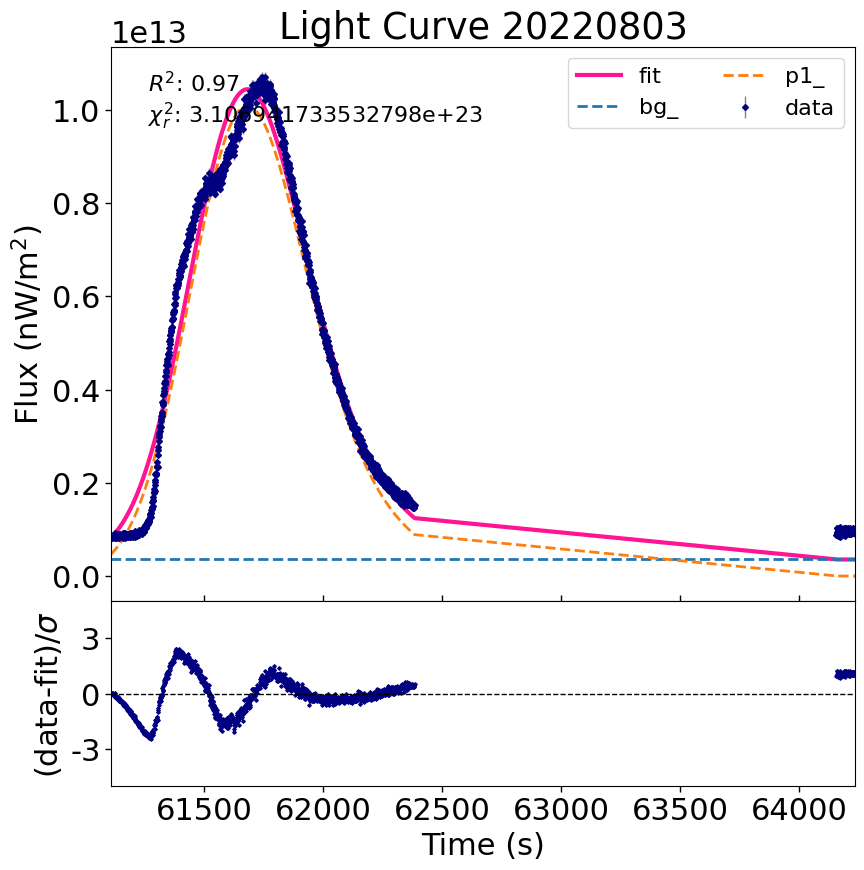 Light Curve 20220803
1e13
R²: 0.97
χ²ᵣ: 3.106941733532798e+23
fit
bg_
p1_
data
Flux (nW/m²)
1.0
0.8
0.6
0.4
0.2
0.0
(data-fit)/σ
3
0
-3
61500 62000 62500 63000 63500 64000
Time (s)